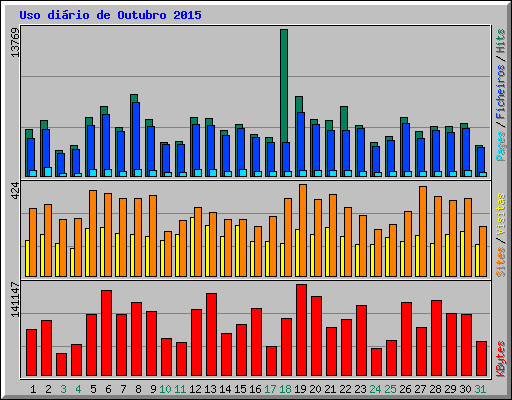 Uso diário de Outubro 2015
13769
424
141147
Pages / Ficheiros / Hits
Sites / Visitas
KBytes
1 2 3 4 5 6 7 8 9 10 11 12 13 14 15 16 17 18 19 20 21 22 23 24 25 26 27 28 29 30 31